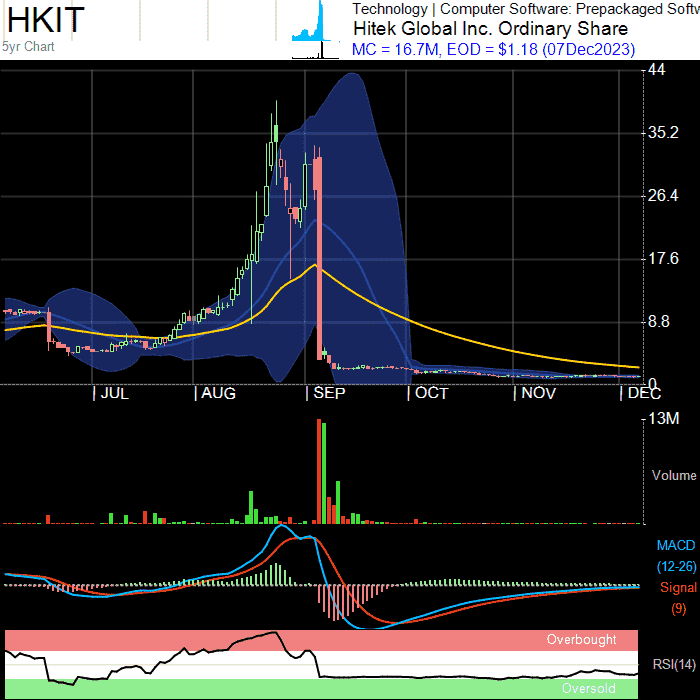 HKIT
5yr Chart
Technology | Computer Software: Prepackaged Softw
Hitek Global Inc. Ordinary Share
MC = 16.7M, EOD = $1.18 (07Dec2023)
44
35.2
26.4
17.6
8.8
0
| JUL | AUG | SEP | OCT | NOV | DEC
13M
Volume
MACD
(12-26)
Signal
(9)
Overbought
RSI(14)
Oversold